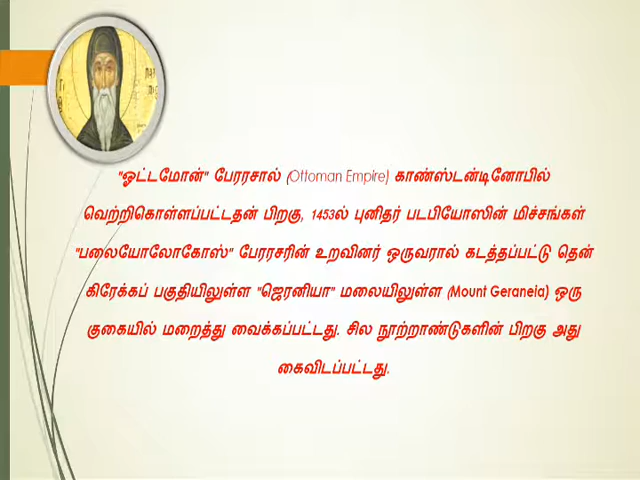 "ஓட்டமோன்" பேரரசால் (Ottoman Empire) காண்ஸ்டன்டினோபில்
வெற்றிகொள்ளப்பட்டதன் பிறகு, 1453ல் புனிதர் படபியோஸின் மிச்சங்கள்
"பலையோலோகோஸ்" பேரரசரின் உறவினர் ஒருவரால் கடத்தப்பட்டு தென்
கிரேக்கப் பகுதியிலுள்ள "ஜெரனியா" மலையிலுள்ள (Mount Geraneia) ஒரு
குகையில் மறைத்து வைக்கப்பட்டது. சில நூற்றாண்டுகளின் பிறகு அது
கைவிடப்பட்டது.